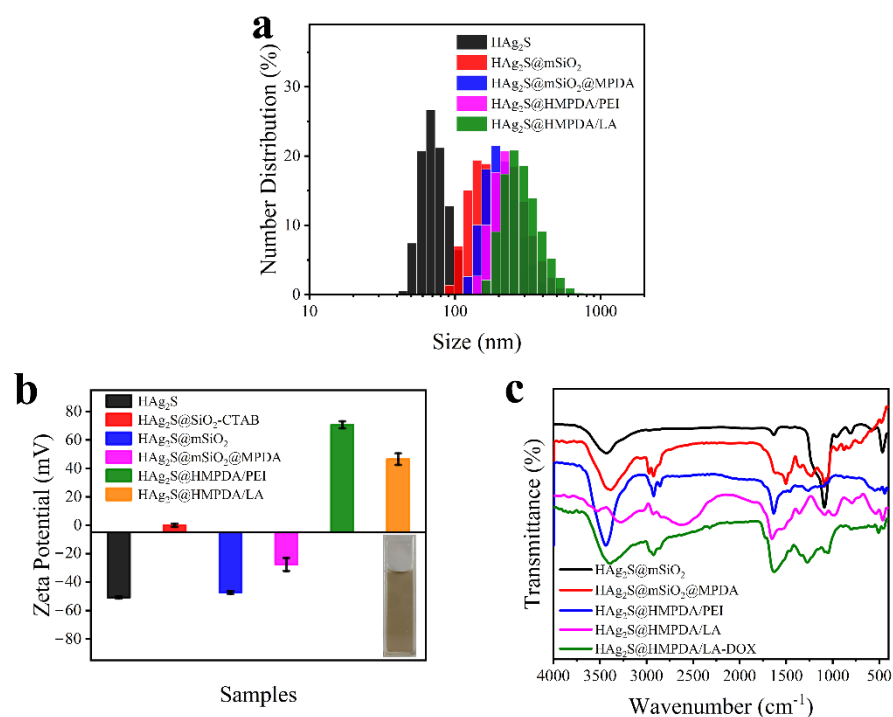 a
HAg₂S
HAg₂S@mSiO₂
HAg₂S@mSiO₂@MPDA
HAg₂S@HMPDA/PEI
HAg₂S@HMPDA/LA
Number Distribution (%)
30
20
10
0
10
100
1000
Size (nm)
b
HAg₂S
HAg₂S@SiO₂-CTAB
HAg₂S@mSiO₂
HAg₂S@mSiO₂@MPDA
HAg₂S@HMPDA/PEI
HAg₂S@HMPDA/LA
Zeta Potential (mV)
80
60
40
20
0
−20
−40
−60
−80
Samples
c
Transmittance (%)
HAg₂S@mSiO₂
HAg₂S@mSiO₂@MPDA
HAg₂S@HMPDA/PEI
HAg₂S@HMPDA/LA
HAg₂S@HMPDA/LA-DOX
4000 3500 3000 2500 2000 1500 1000 500
Wavenumber (cm⁻¹)